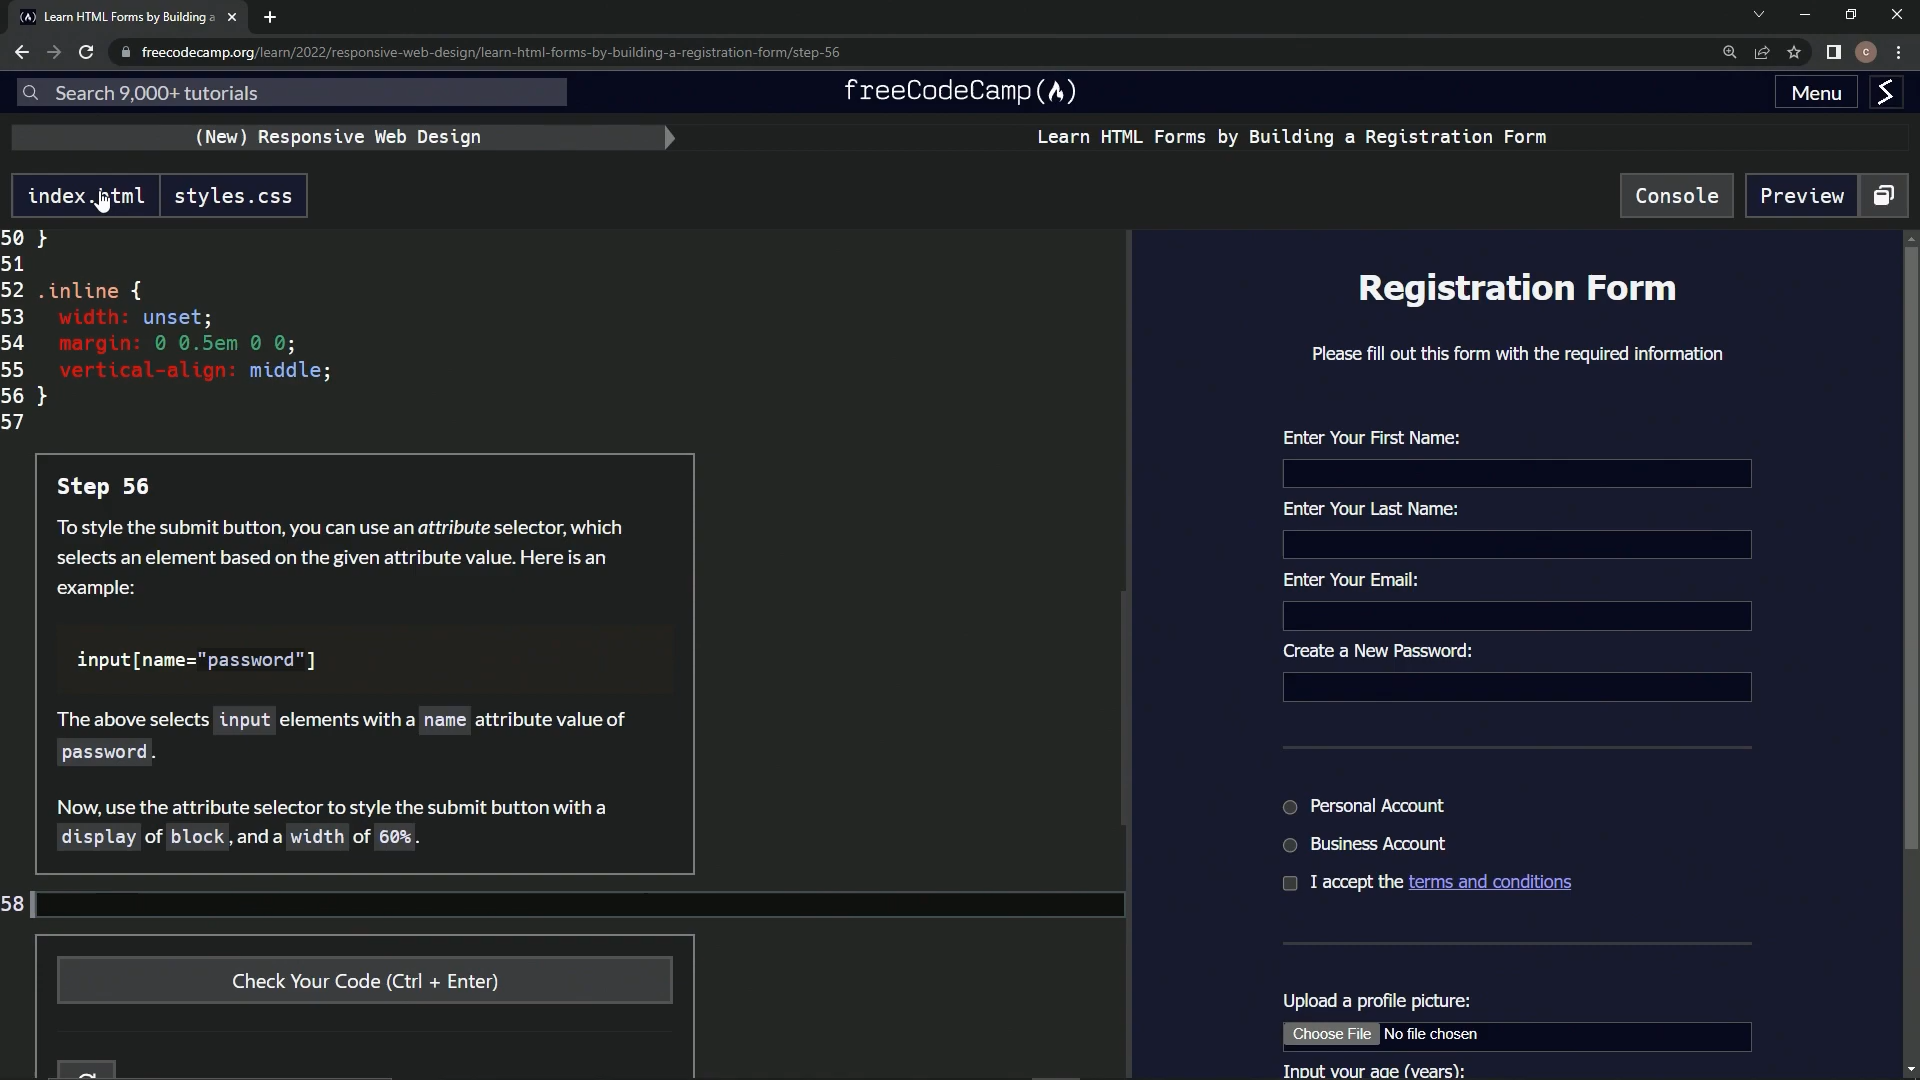 Learn HTML Forms by Building a
freecodecamp.org/learn/2022/responsive-web-design/learn-html-forms-by-building-a-registration-form/step-56
c
Search 9,000+ tutorials
freeCodeCamp
Menu
(New) Responsive Web Design
Learn HTML Forms by Building a Registration Form
index.html
styles.css
Console
Preview
50 }
51
52 .inline {
53 width: unset;
54 margin: 0 0.5em 0 0;
55 vertical-align: middle;
56 }
57
Step 56
To style the submit button, you can use an attribute selector, which
selects an element based on the given attribute value. Here is an
example:
input[name="password"]
The above selects input elements with a name attribute value of
password.
Now, use the attribute selector to style the submit button with a
display of block, and a width of 60%.
58
Check Your Code (Ctrl + Enter)
Registration Form
Please fill out this form with the required information
Enter Your First Name:
Enter Your Last Name:
Enter Your Email:
Create a New Password:
Personal Account
Business Account
I accept the terms and conditions
Upload a profile picture:
Choose File No file chosen
Input your age (years):